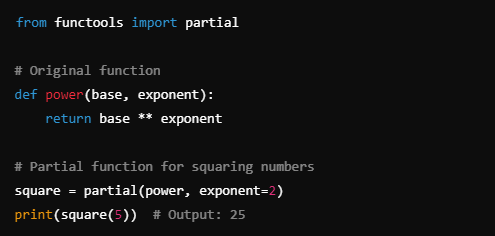 from functools import partial

# Original function
def power(base, exponent):
    return base ** exponent

# Partial function for squaring numbers
square = partial(power, exponent=2)
print(square(5))  # Output: 25